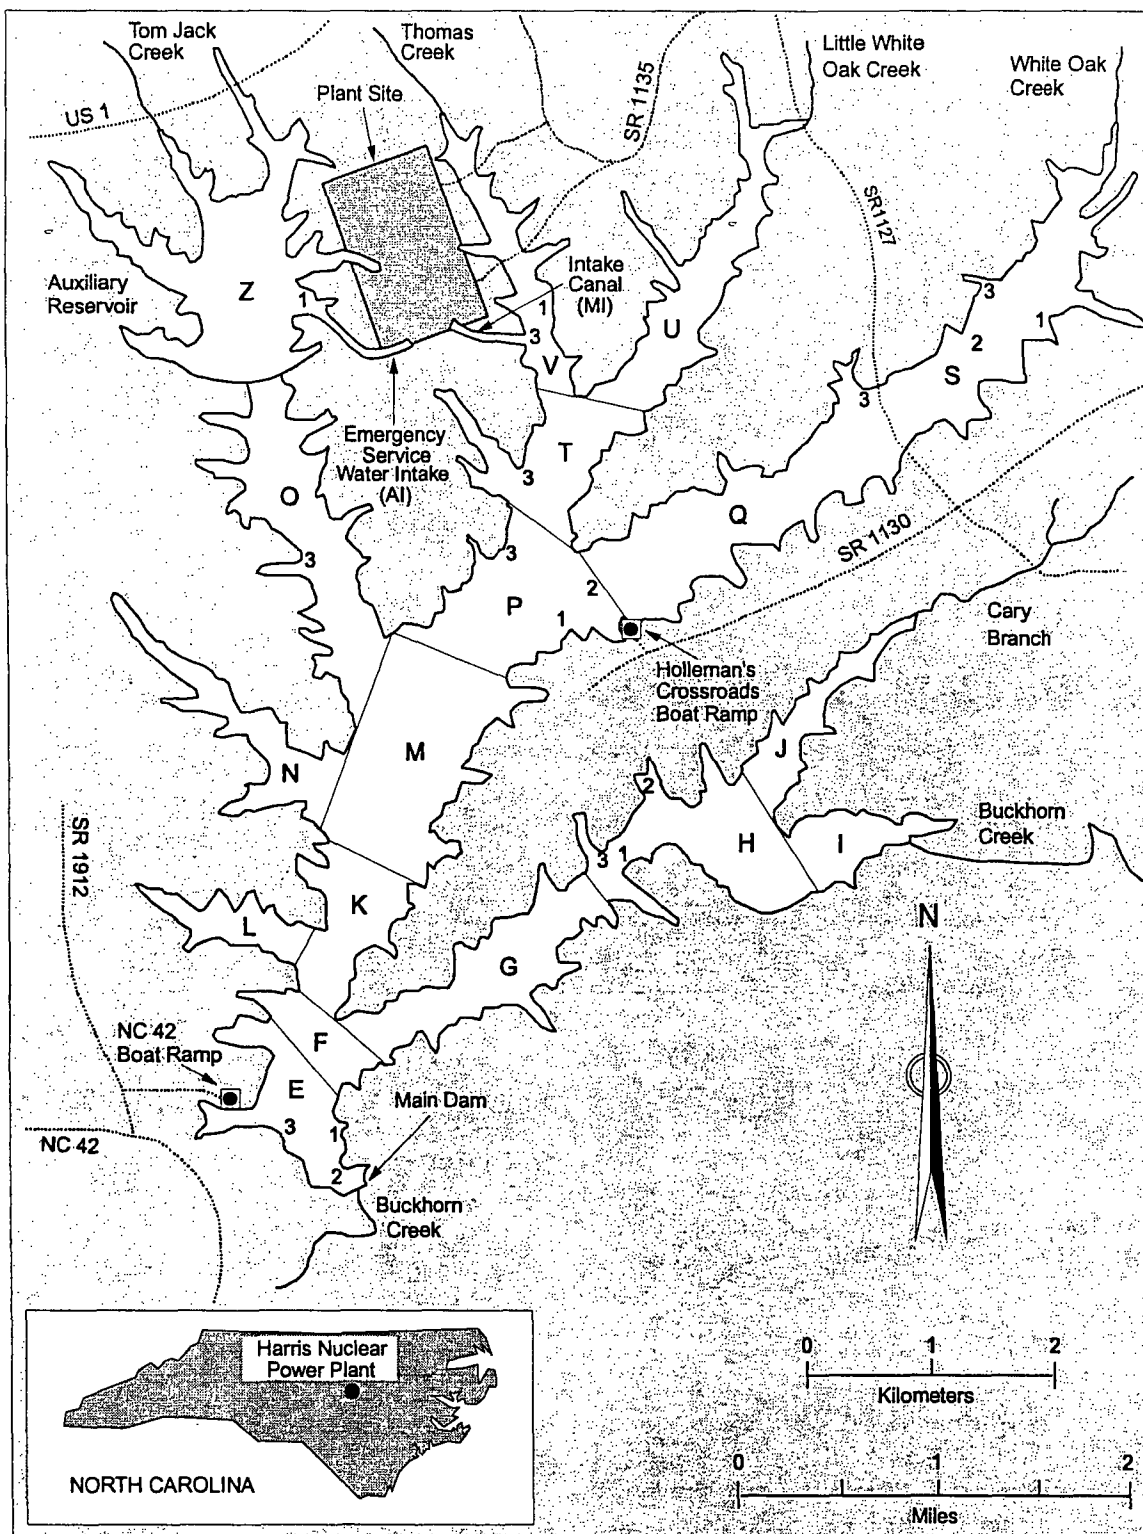 Tom Jack
Creek
Thomas
Creek
Little White
Oak Creek
White Oak
Creek
US 1
Plant Site
SR 1135
SR1127
Auxiliary
Reservoir
Z
1
Intake
Canal
(MI)
1
3
V
U
3
1
2
S
3
Emergency
Service
Water Intake
(AI)
T
3
O
3
Q
SR 1130
3
P
2
1
Cary
Branch
Holleman's
Crossroads
Boat Ramp
M
N
J
2
Buckhorn
Creek
SR 1912
3
1
H
I
K
L
G
N
NC 42
Boat Ramp
F
E
Main Dam
3
1
NC 42
2
Buckhorn
Creek
Harris Nuclear
Power Plant
NORTH CAROLINA
0 1 2
Kilometers
0 1 2
Miles